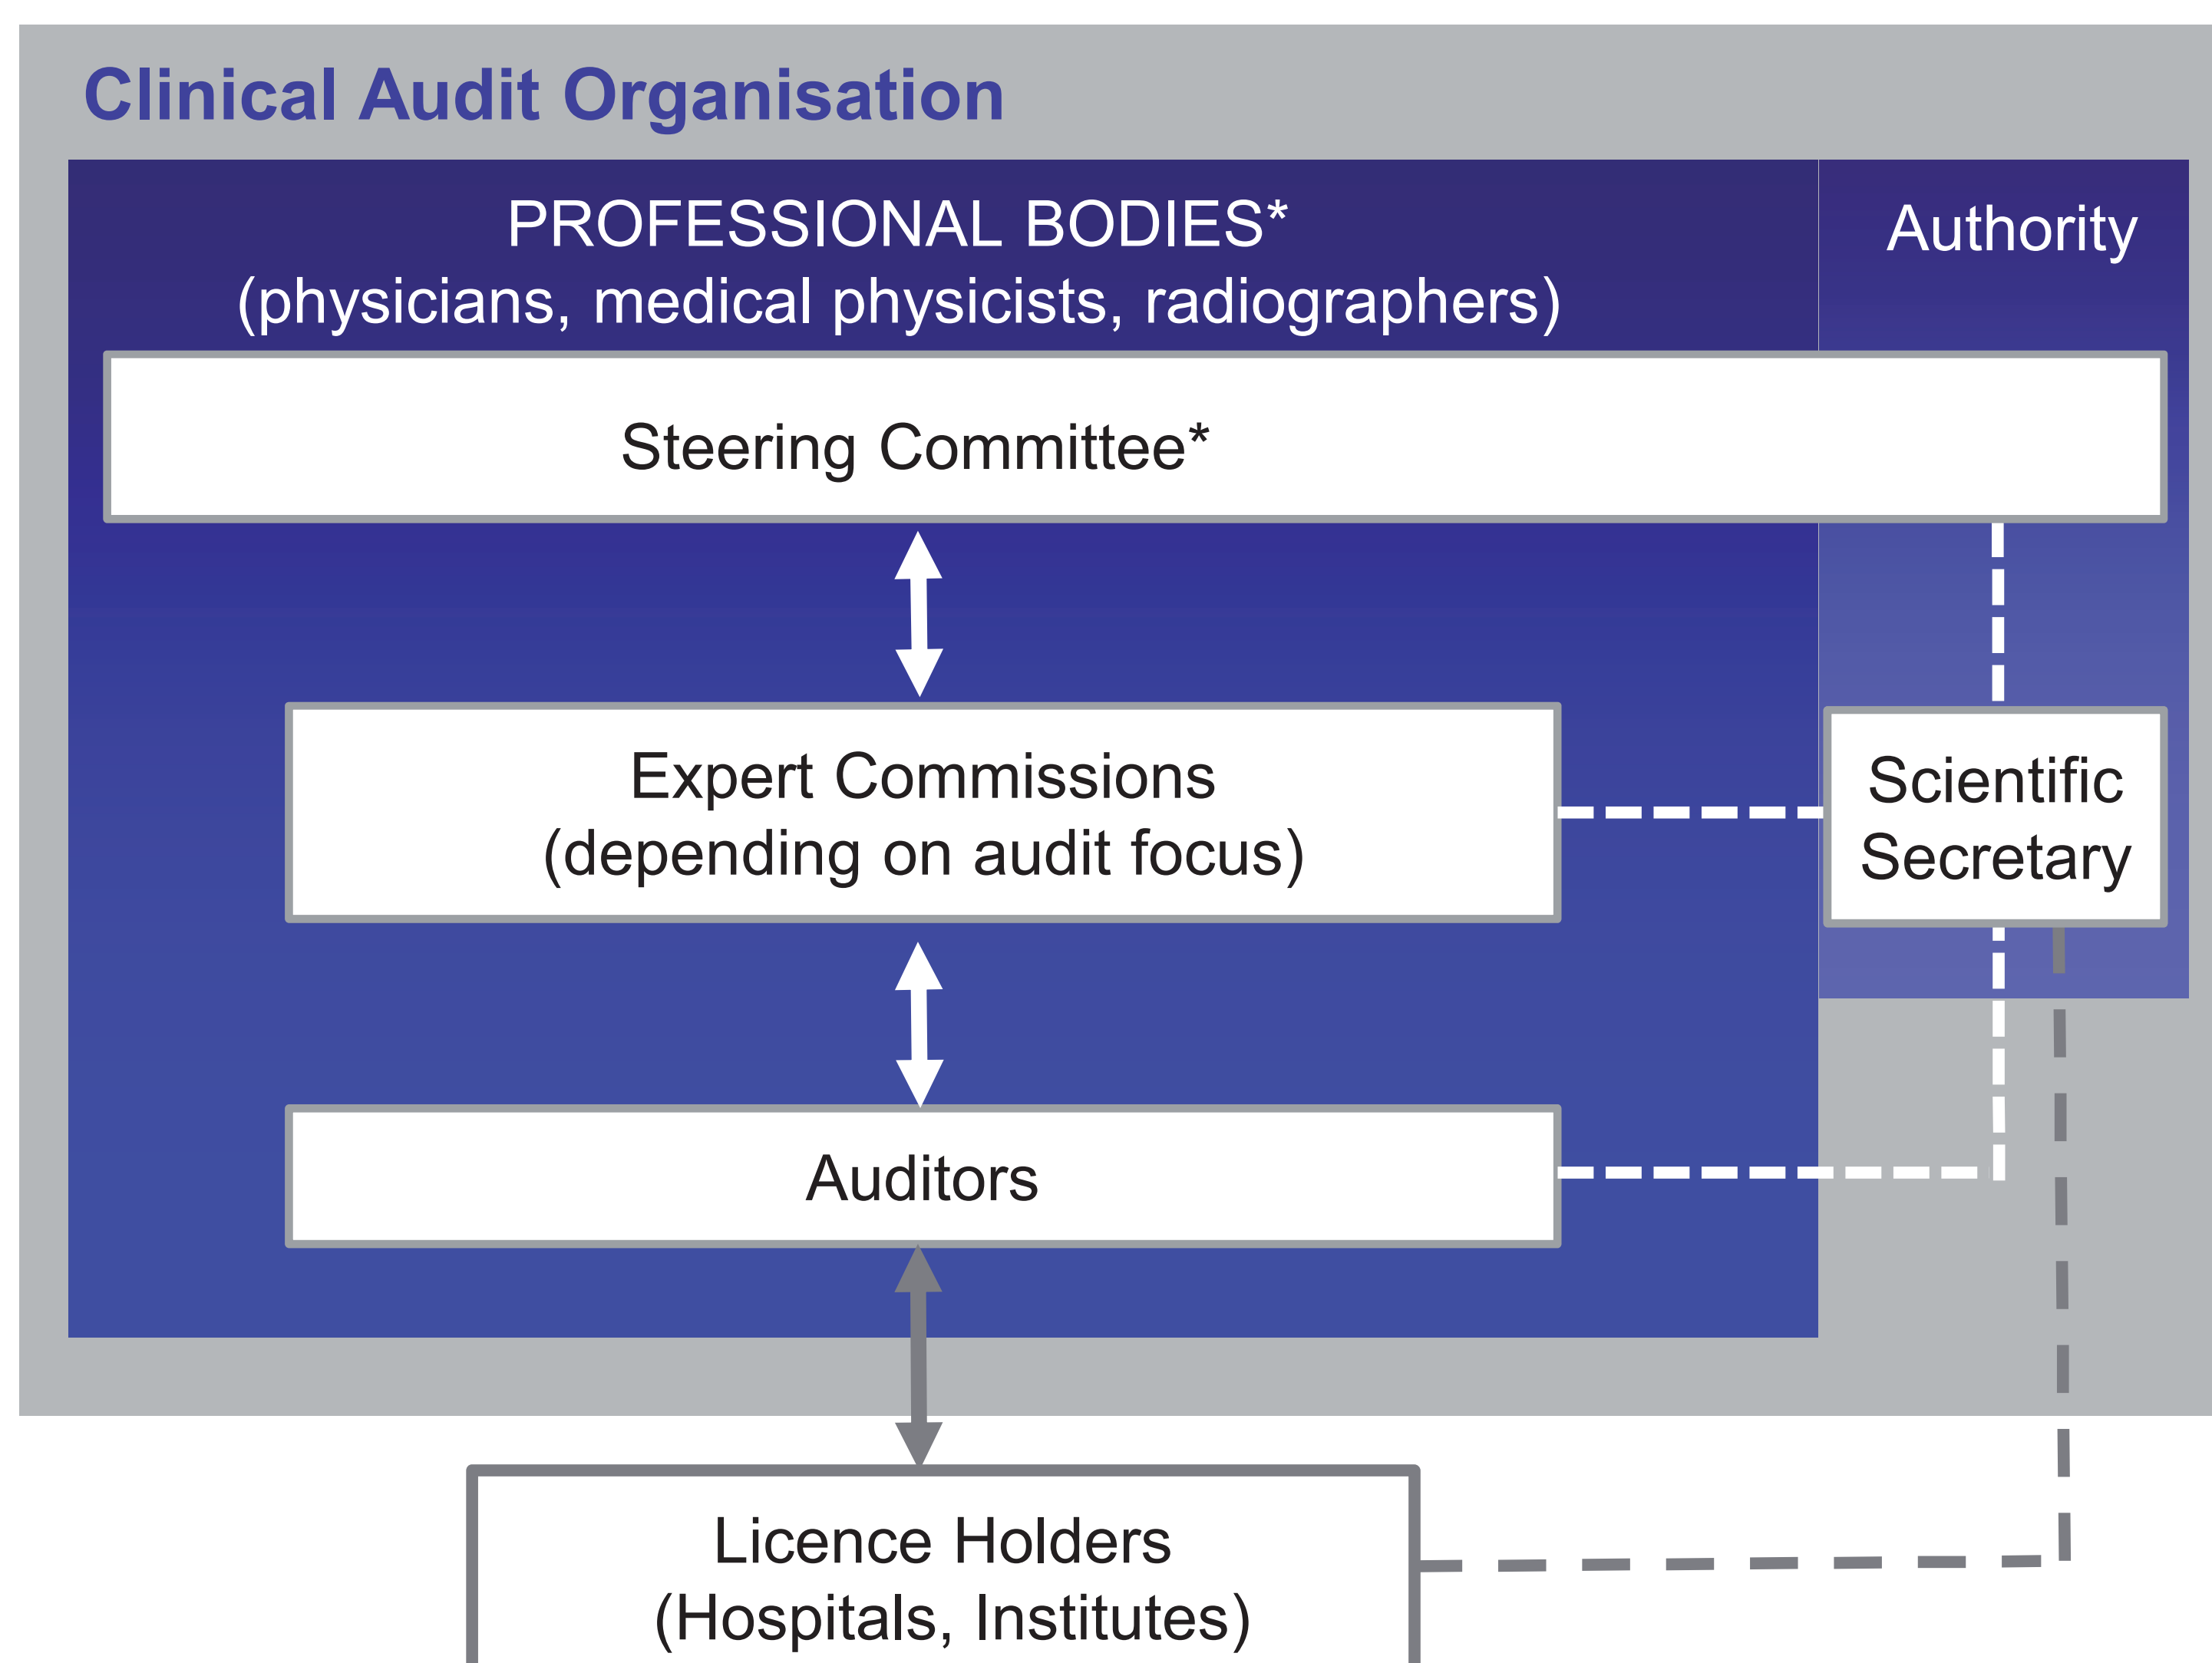 Clinical Audit Organisation
PROFESSIONAL BODIES*
(physicians, medical physicists, radiographers)
Authority
Steering Committee*
Expert Commissions
(depending on audit focus)
Scientific
Secretary
Auditors
Licence Holders
(Hospitals, Institutes)